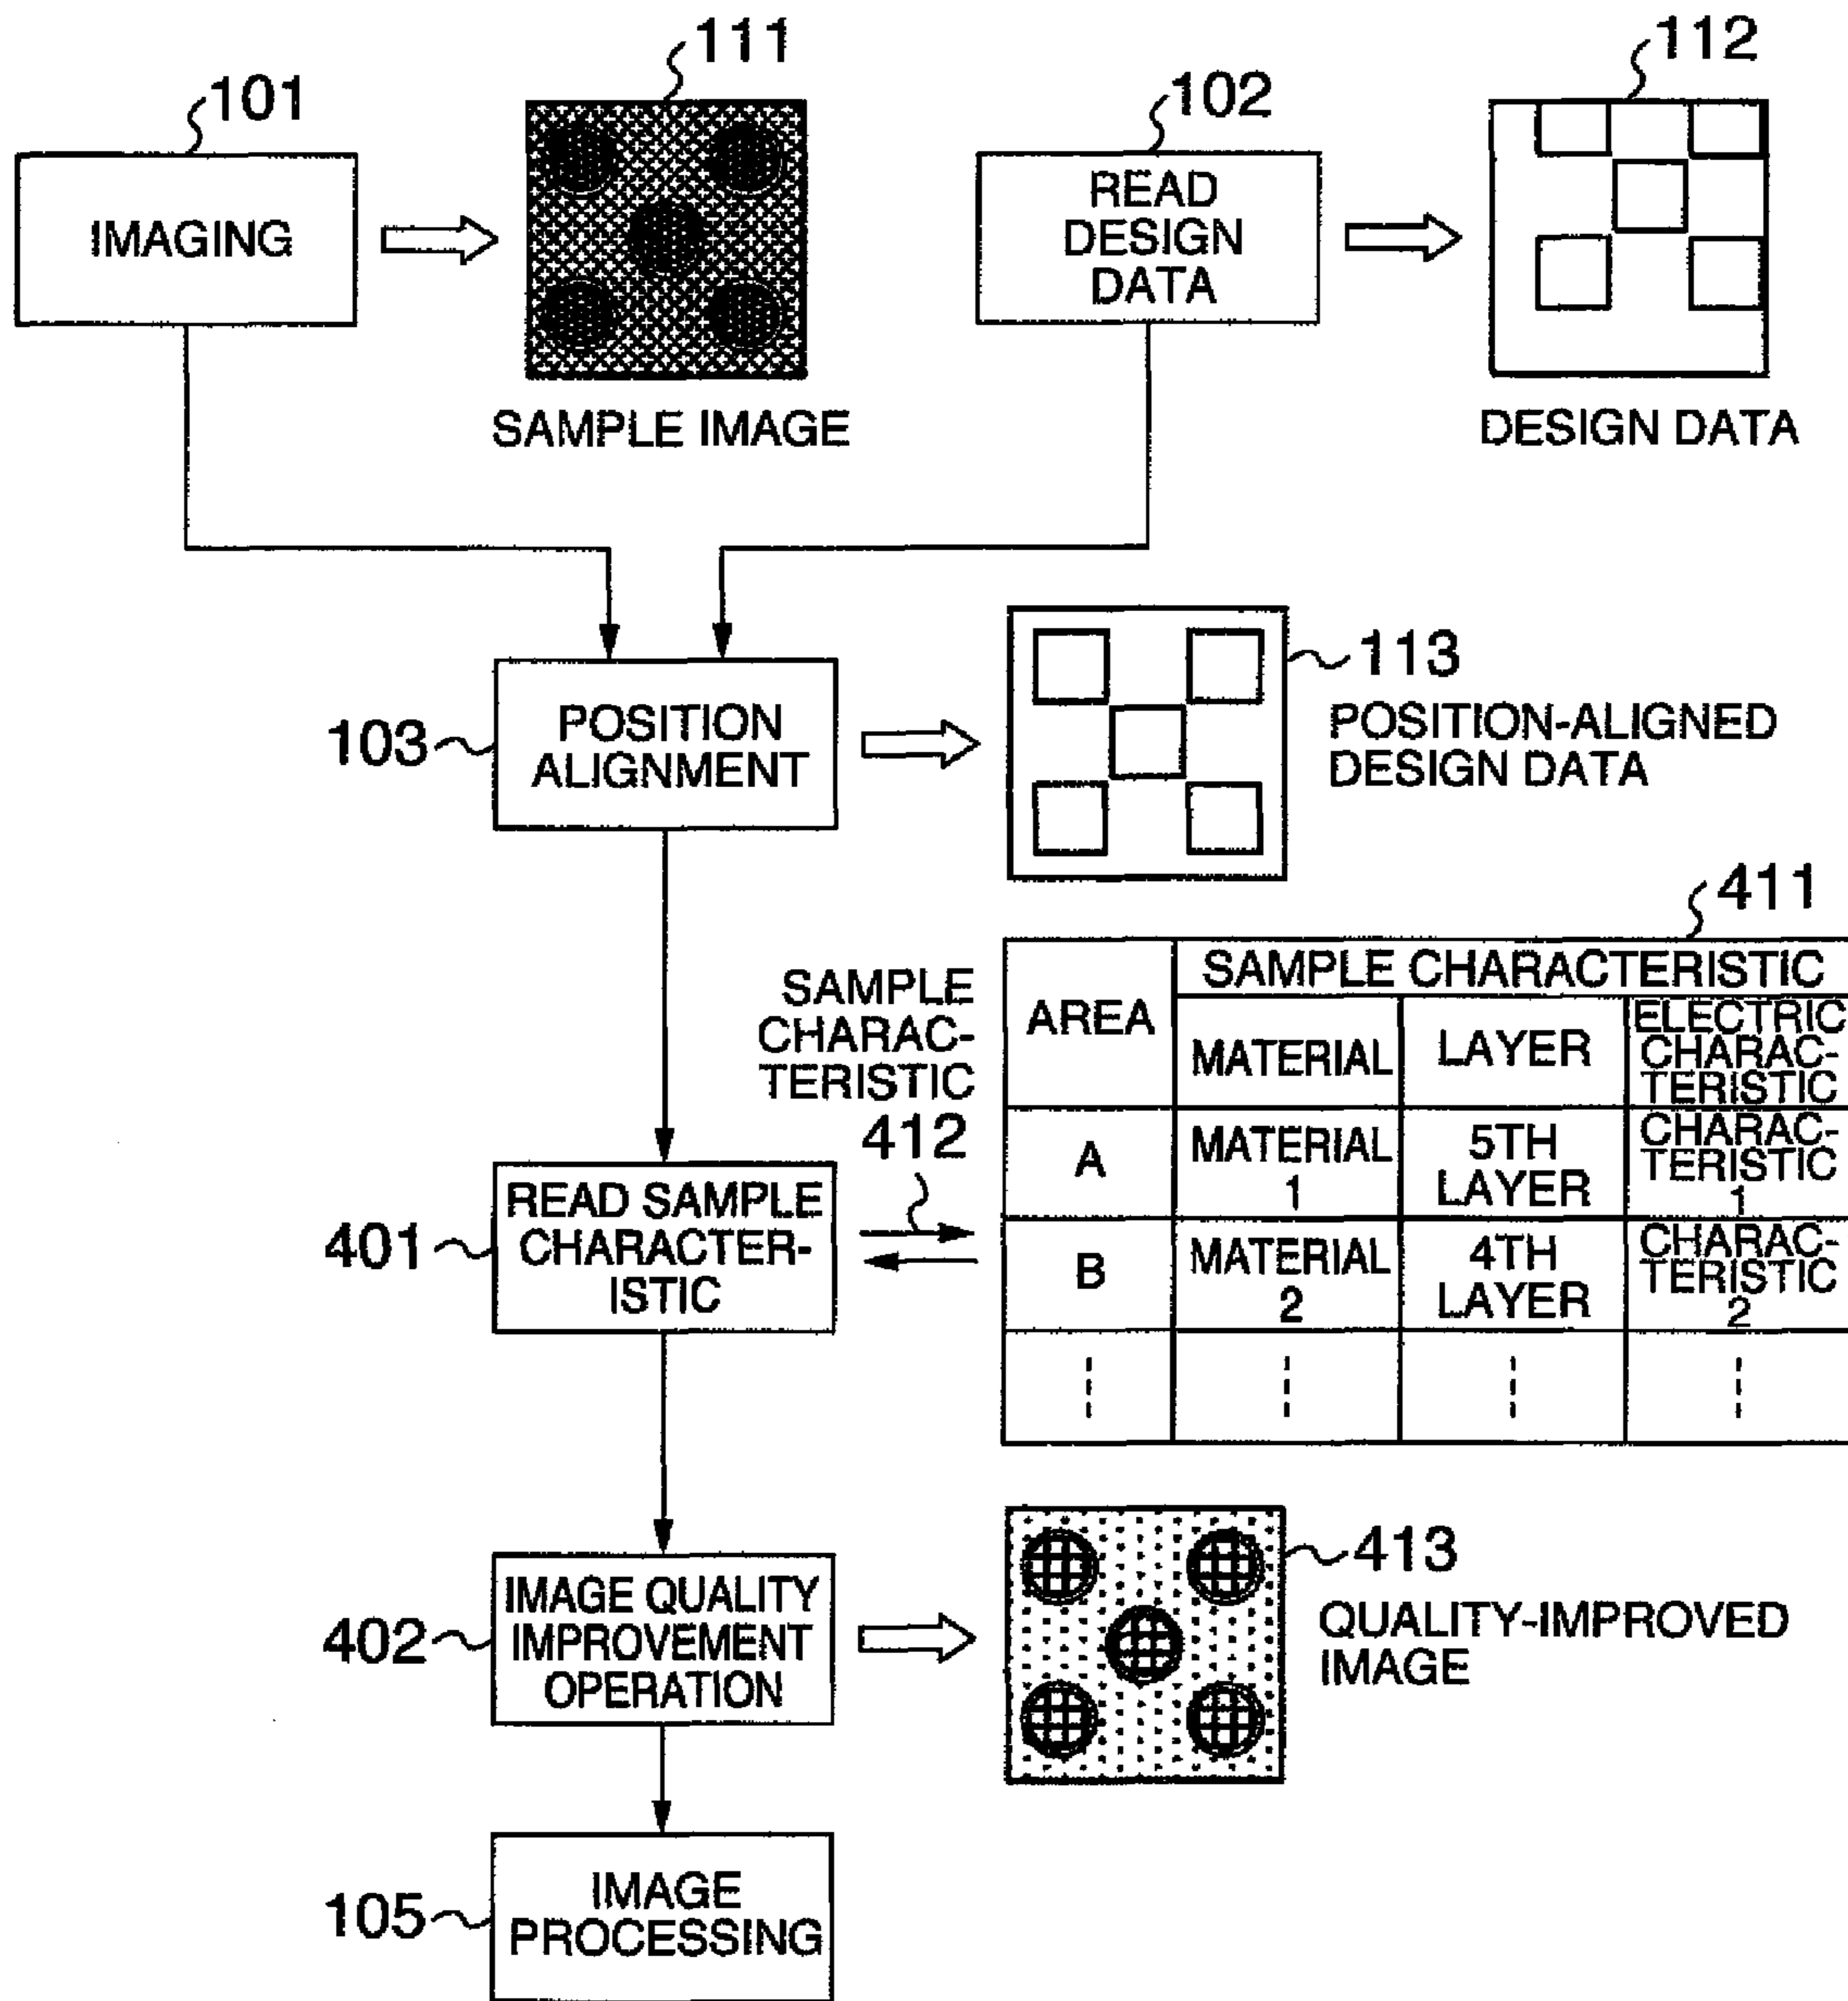 111
112
101
102
IMAGING
READ
DESIGN
DATA
SAMPLE IMAGE
DESIGN DATA
113
103
POSITION
ALIGNMENT
POSITION-ALIGNED
DESIGN DATA
411
SAMPLE
CHARAC-
TERISTIC
412
AREA
SAMPLE CHARACTERISTIC
MATERIAL
LAYER
ELECTRIC
CHARAC-
TERISTIC
A
MATERIAL
1
5TH
LAYER
CHARAC-
TERISTIC
1
401
READ SAMPLE
CHARACTER-
ISTIC
B
MATERIAL
2
4TH
LAYER
CHARAC-
TERISTIC
2
413
402
IMAGE QUALITY
IMPROVEMENT
OPERATION
QUALITY-IMPROVED
IMAGE
105
IMAGE
PROCESSING